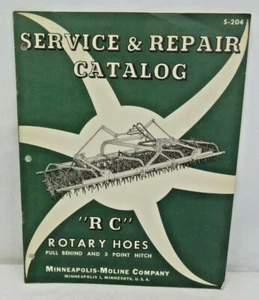 S-204
SERVICE & REPAIR
CATALOG
"RC"
ROTARY HOES
PULL BEHIND AND 3 POINT HITCH
MINNEAPOLIS-MOLINE COMPANY
MINNEAPOLIS 1, MINNESOTA, U.S.A.